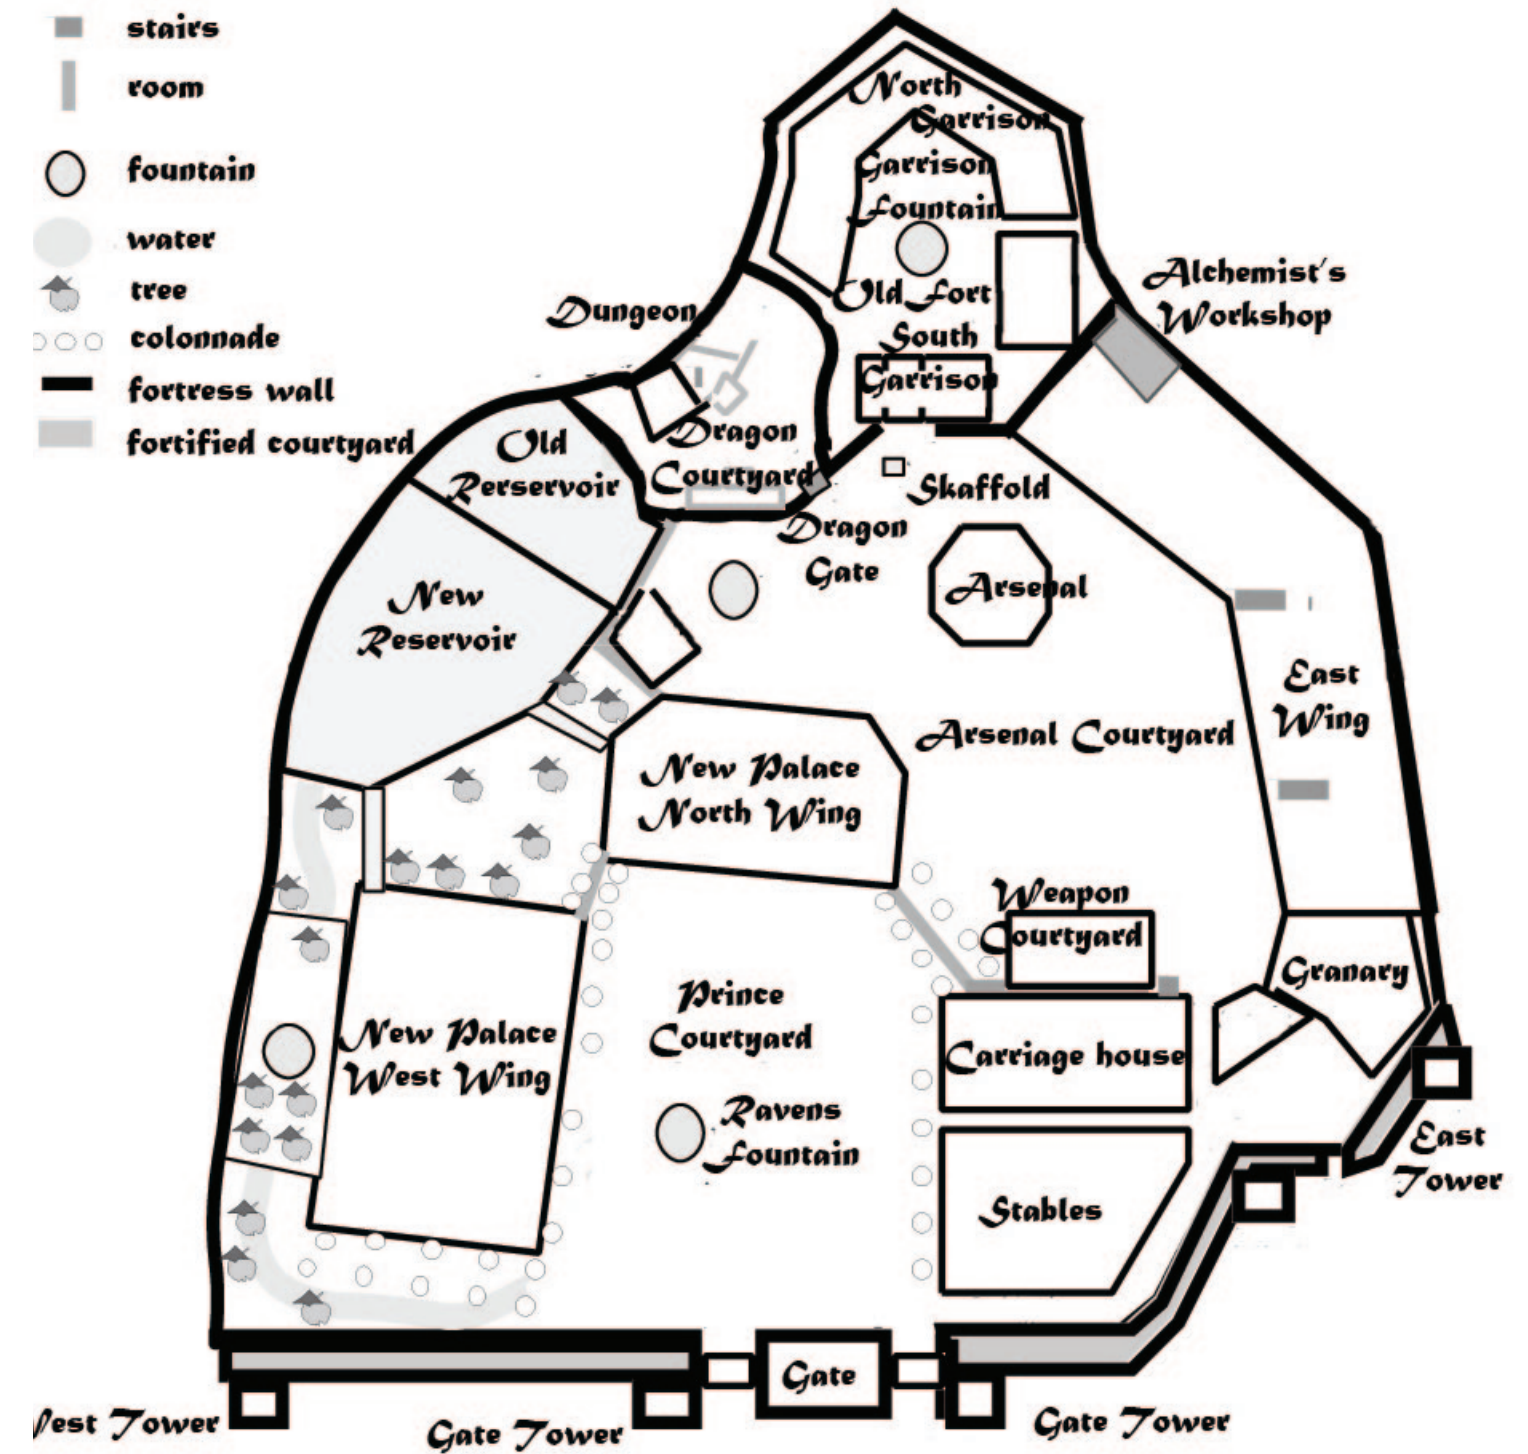 stairs
room
fountain
water
tree
colonnade
fortress wall
fortified courtyard
North
Garrison
Garrison
Fountain
Old Fort
South
Garrison
Alchemist's
Workshop
Dungeon
Dragon
Courtyard
Old
Rerservoir
Skaffold
Dragon
Gate
Arsenal
New
Reservoir
East
Wing
Arsenal Courtyard
New Palace
North Wing
Weapon
Courtyard
Granary
Prince
Courtyard
New Palace
West Wing
Carriage house
Ravens
Fountain
East
Tower
Stables
Gate
est Tower
Gate Tower
Gate Tower